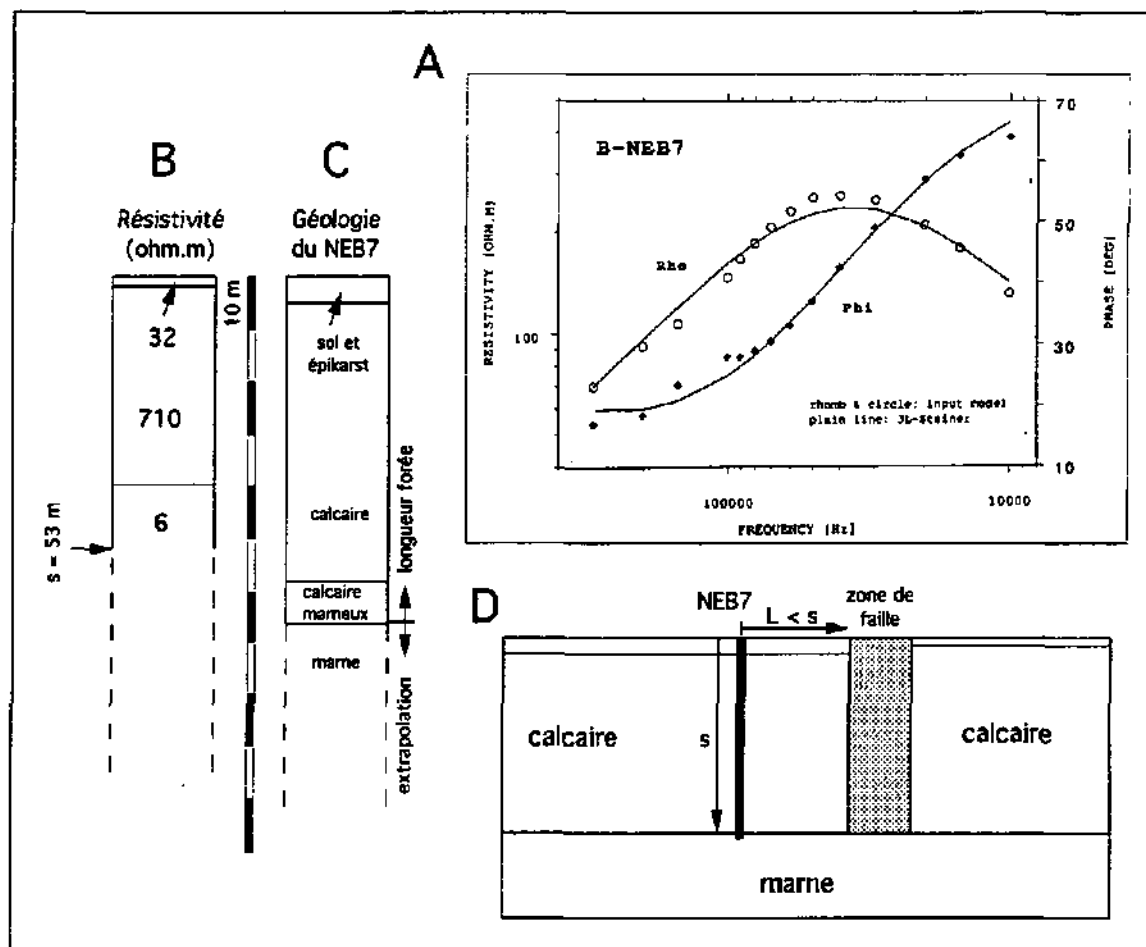 A
B-NEB7
Rho
Phi
rhomb & circle: input model
plain line: 3L-Steiner
RESISTIVITY [OHM.M]
100
PHASE [DEG]
70
50
30
10
100000
10000
FREQUENCY [Hz]
B
Résistivité
(ohm.m)
32
710
6
s = 53 m
10 m
C
Géologie
du NEB7
sol et
épikarst
calcaire
calcaire
marneux
marne
longueur forée
extrapolation
D
NEB7
L < s
zone de
faille
s
calcaire
calcaire
marne